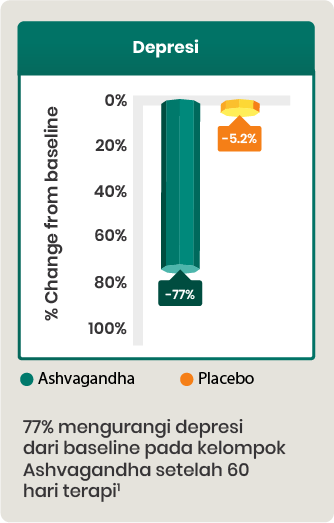 Depresi
% Change from baseline
0%
20%
40%
60%
80%
100%
-5.2%
-77%
Ashvagandha
Placebo
77% mengurangi depresi
dari baseline pada kelompok
Ashvagandha setelah 60
hari terapi¹